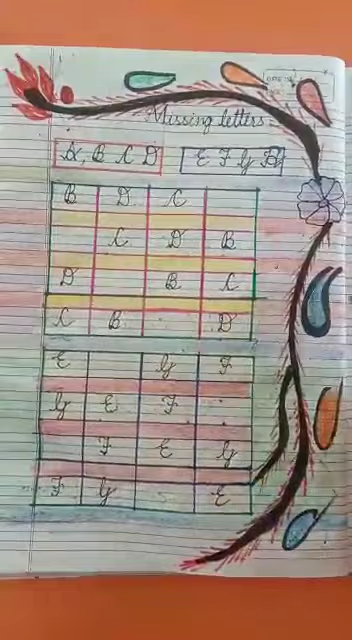 Missing letters
A B C D E F G H
B D C
C D B
D B C
C B D
E G F
G E F
F E G
F G E